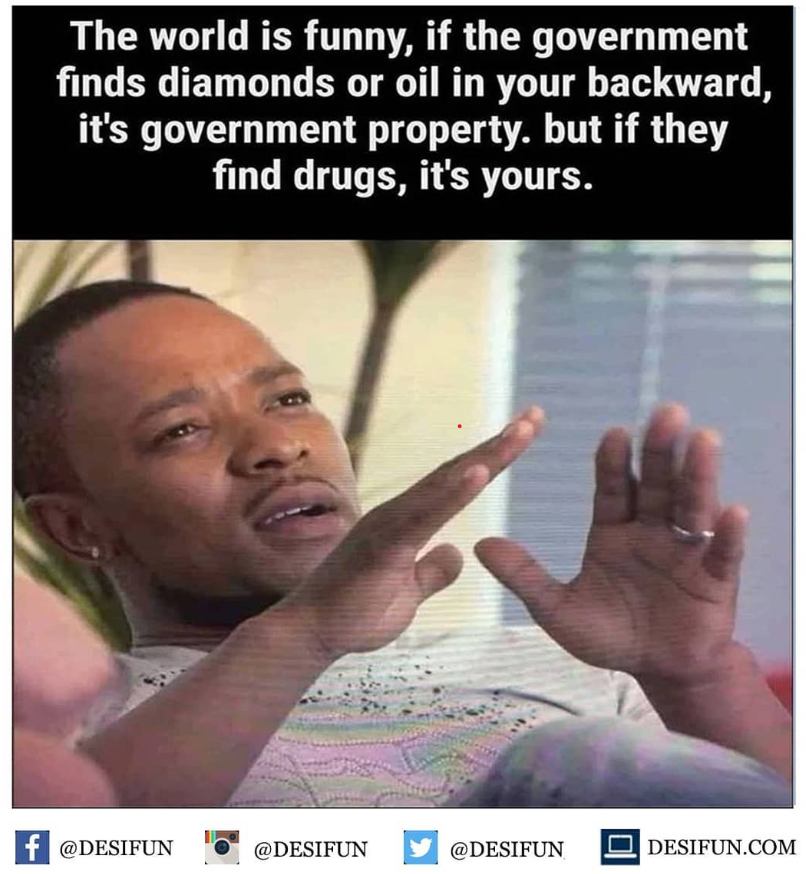 The world is funny, if the government
finds diamonds or oil in your backward,
it's government property. but if they
find drugs, it's yours.
@DESIFUN @DESIFUN @DESIFUN DESIFUN.COM